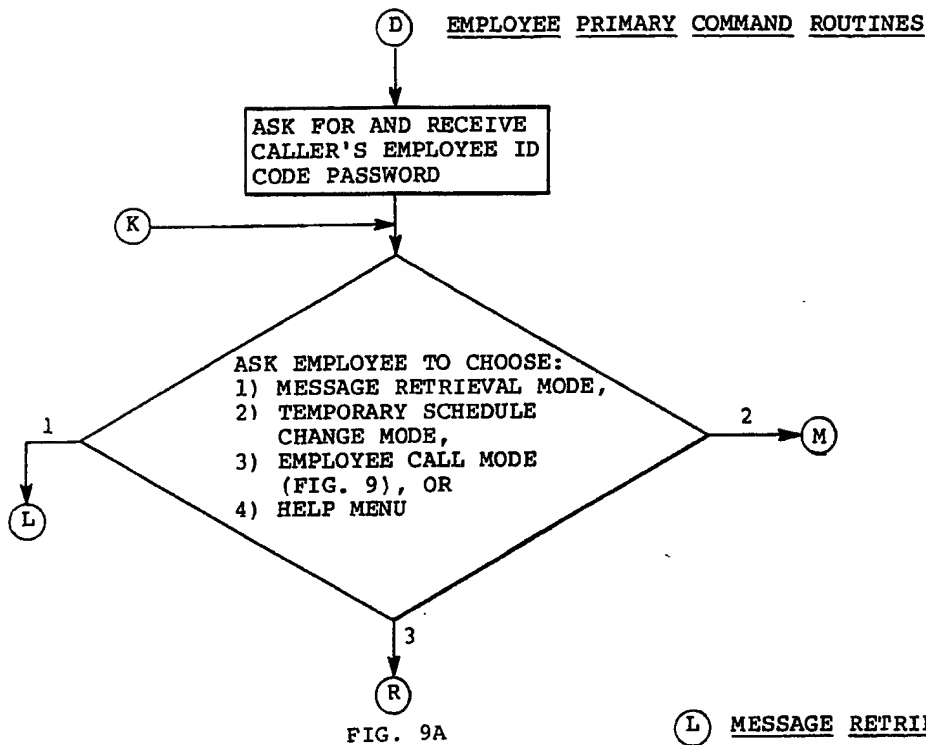 D EMPLOYEE PRIMARY COMMAND ROUTINES
ASK FOR AND RECEIVE
CALLER'S EMPLOYEE ID
CODE PASSWORD
K
ASK EMPLOYEE TO CHOOSE:
1) MESSAGE RETRIEVAL MODE,
2) TEMPORARY SCHEDULE
CHANGE MODE,
3) EMPLOYEE CALL MODE
(FIG. 9), OR
4) HELP MENU
1
2
M
L
3
R
FIG. 9A
L MESSAGE RETRIE